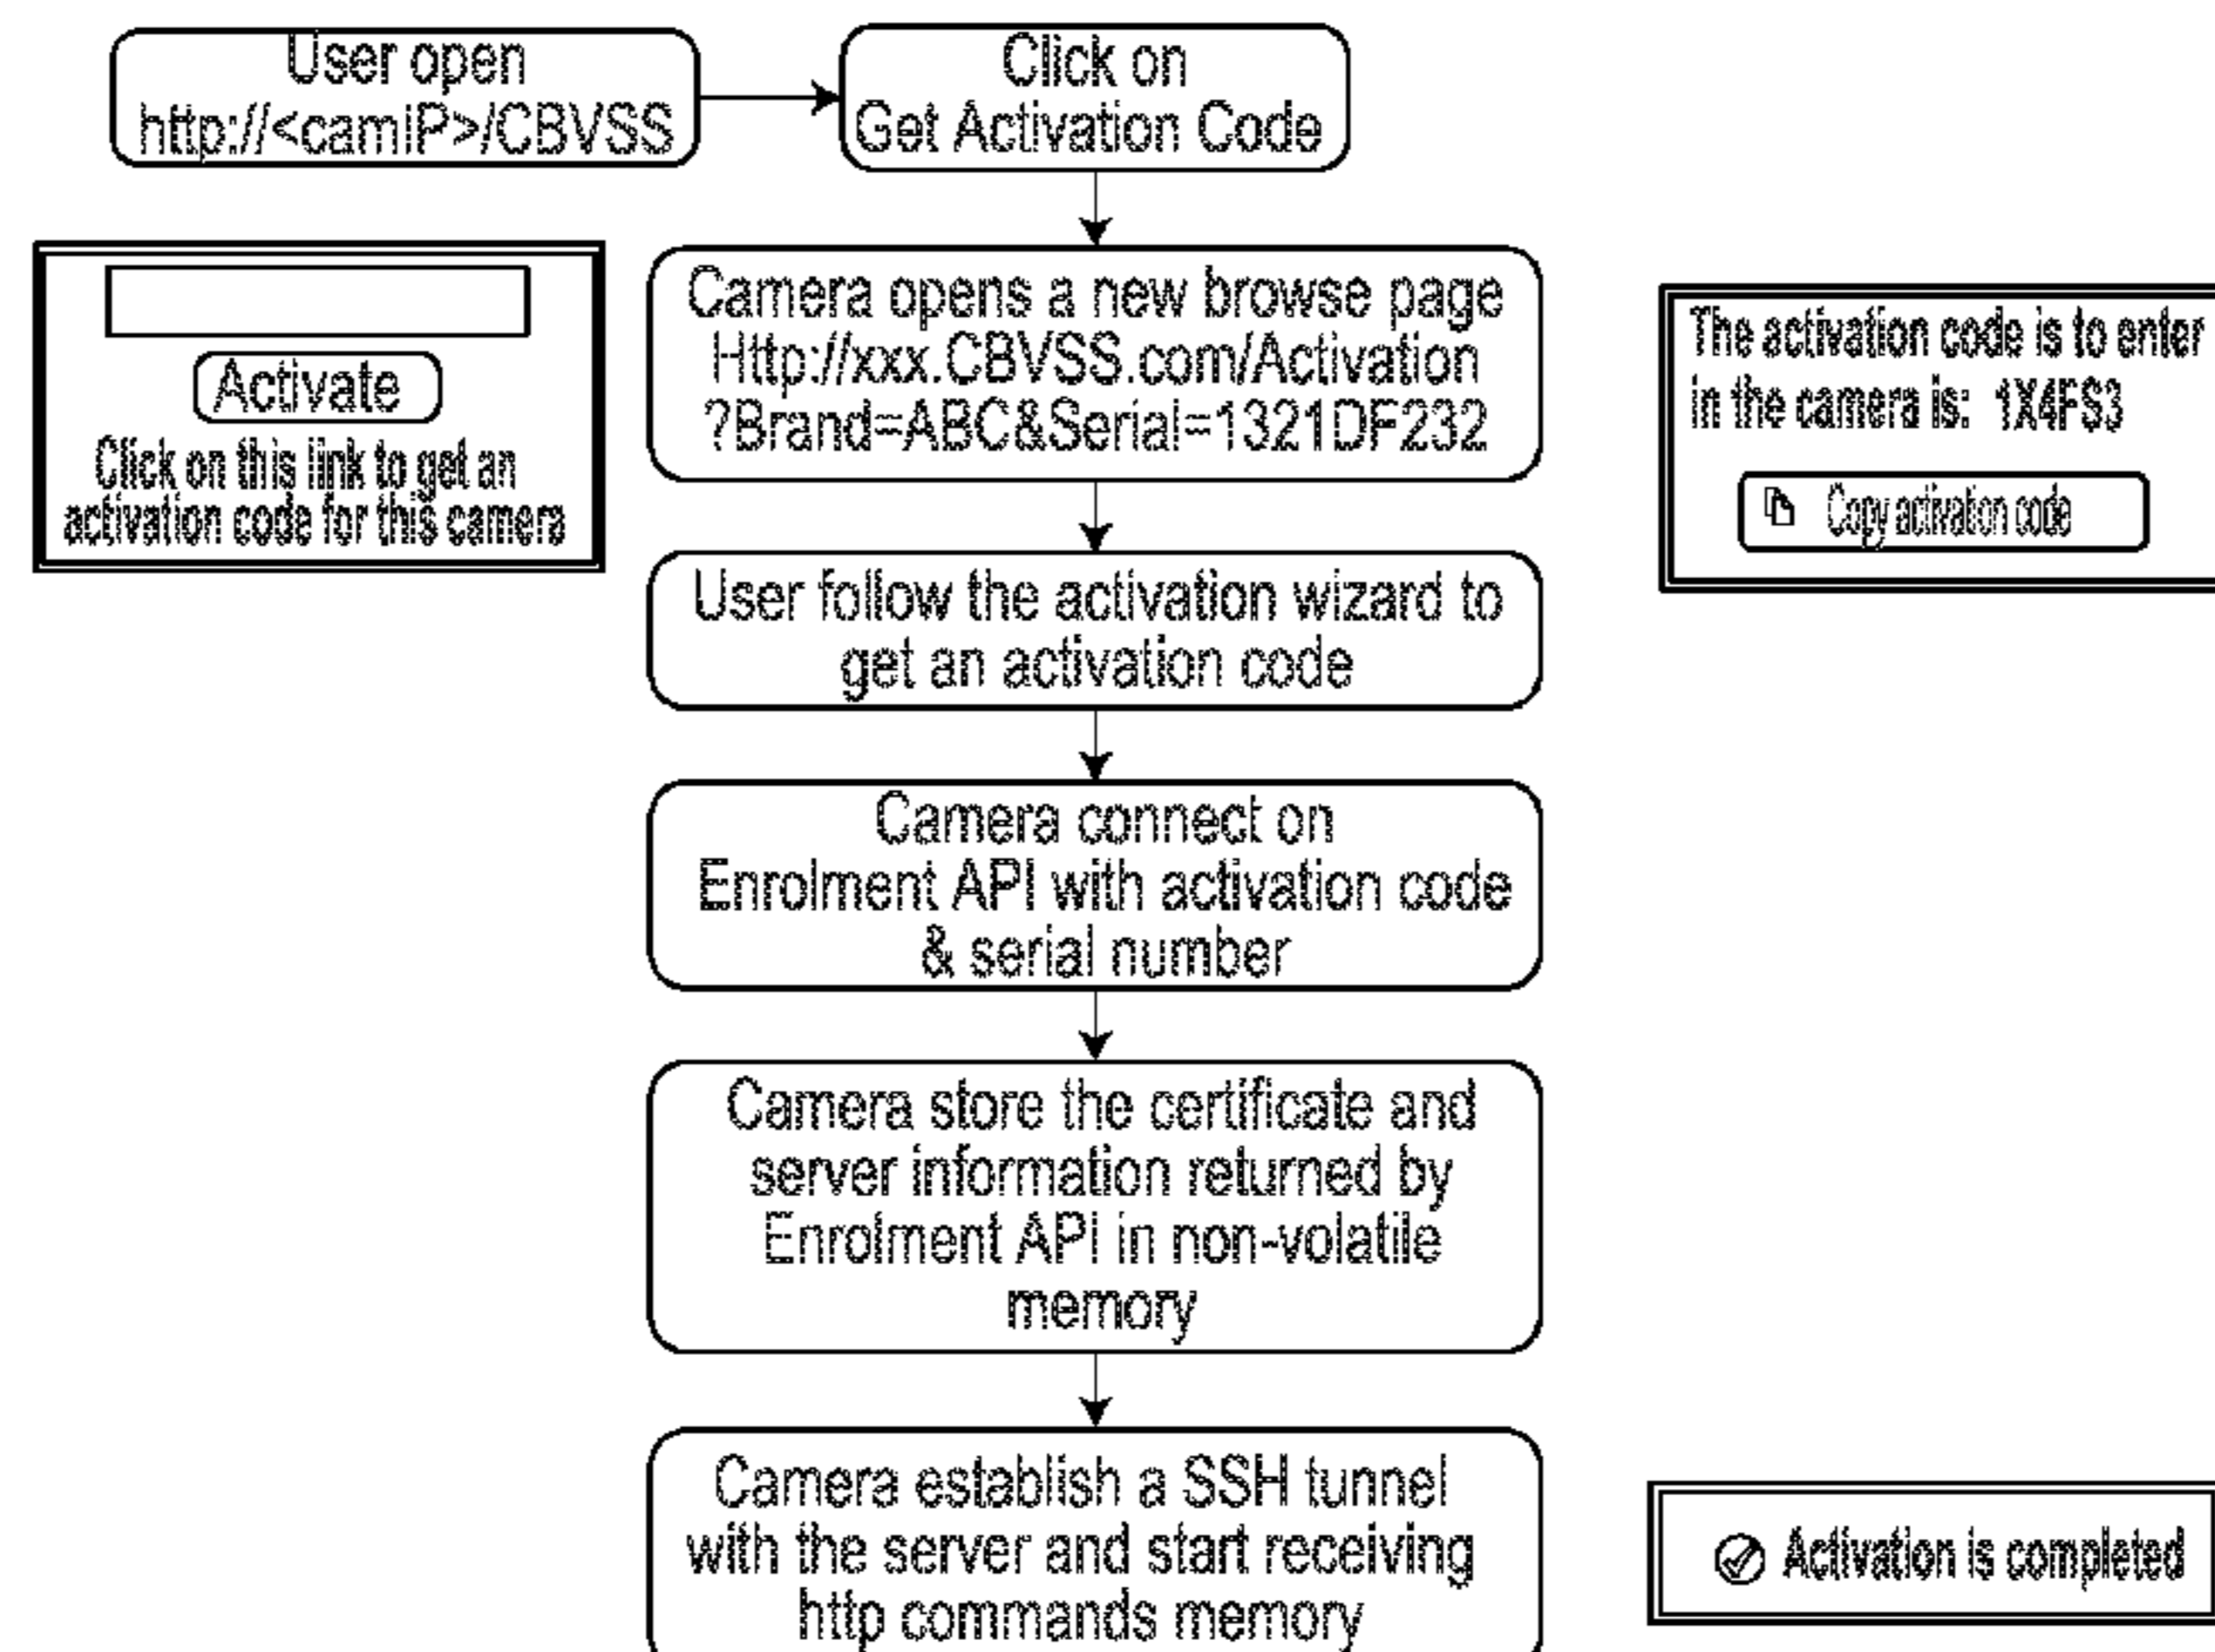 User open
http://<camIP>/CBVSS
Click on
Get Activation Code
Activate
Click on this link to get an
activation code for this camera
Camera opens a new browse page
Http://xxx.CBVSS.com/Activation
?Brand=ABC&Serial=1321DF232
The activation code is to enter
in the camera is: 1X4FS3
Copy activation code
User follow the activation wizard to
get an activation code
Camera connect on
Enrolment API with activation code
& serial number
Camera store the certificate and
server information returned by
Enrolment API in non-volatile
memory
Camera establish a SSH tunnel
with the server and start receiving
http commands memory
Activation is completed